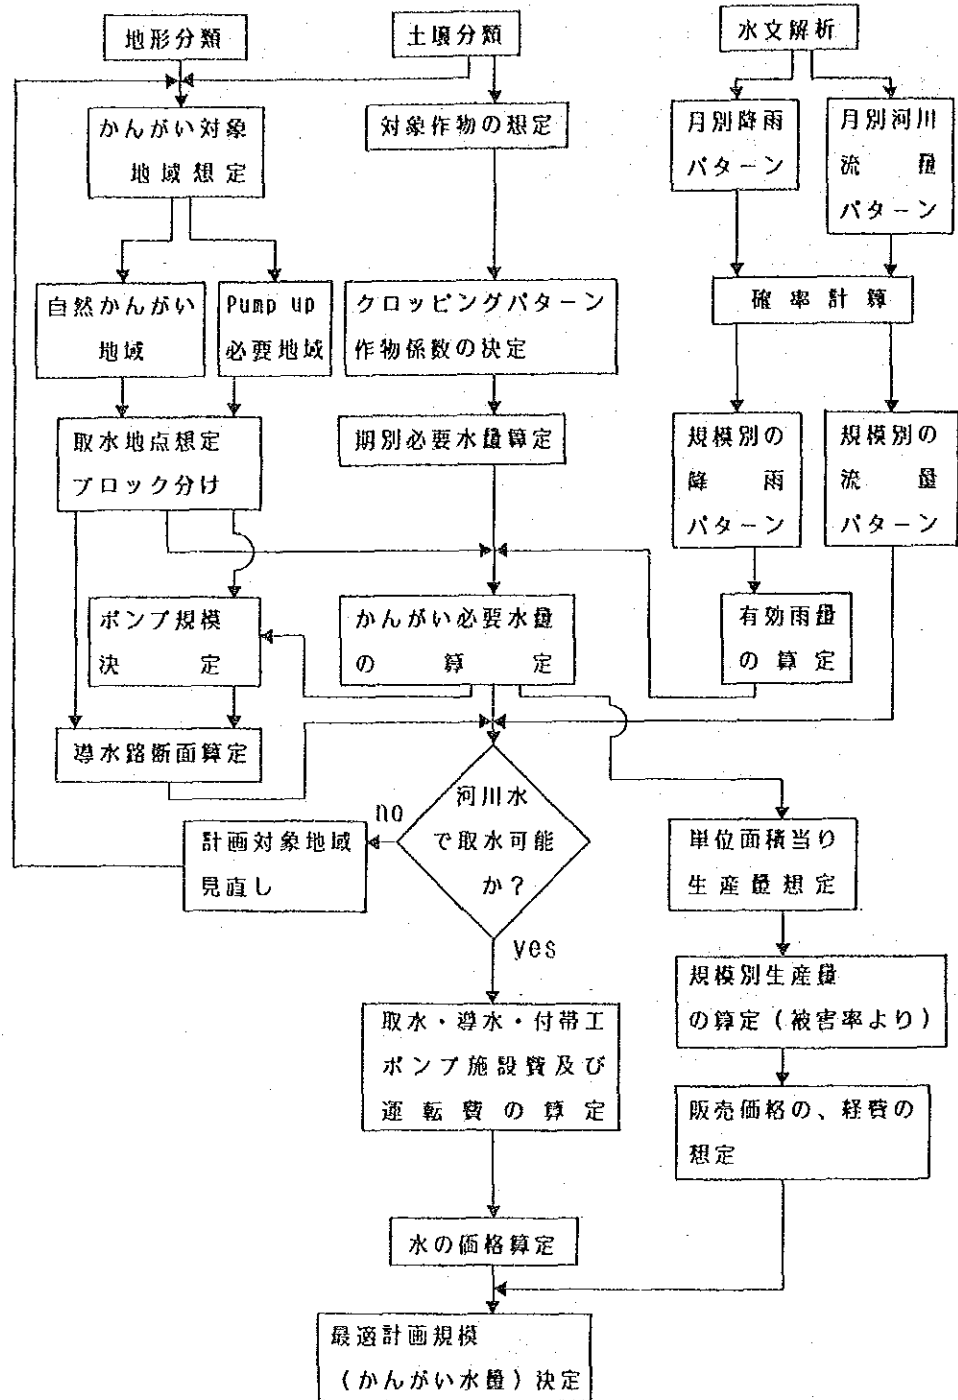 地形分類
土壌分類
水文解析
かんがい対象
地域想定
対象作物の想定
月別降雨
パターン
月別河川
流量
パターン
自然かんがい
地域
Pump up
必要地域
クロッピングパターン
作物係数の決定
確率計算
取水地点想定
ブロック分け
期別必要水量算定
規模別の
降雨
パターン
規模別の
流量
パターン
ポンプ規模
決定
かんがい必要水量
の算定
有効雨量
の算定
導水路断面算定
河川水
で取水可能
か?
no
yes
計画対象地域
見直し
単位面積当り
生産量想定
規模別生産量
の算定(被害率より)
取水・導水・付帯工
ポンプ施設費及び
運転費の算定
販売価格の、経費の
想定
水の価格算定
最適計画規模
(かんがい水量)決定